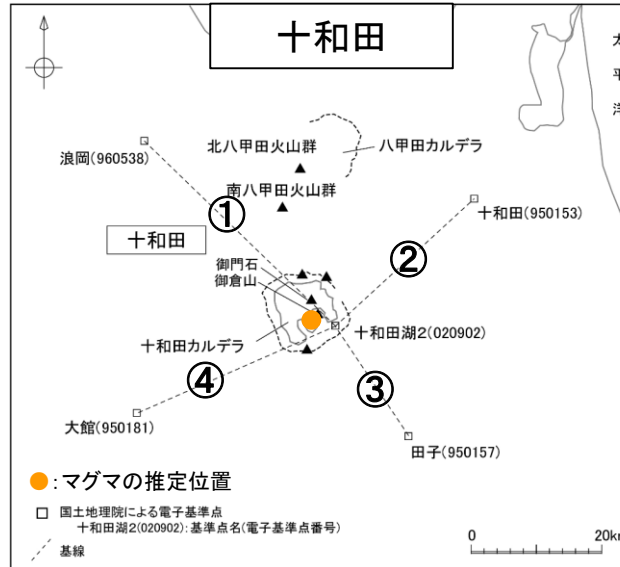 十和田
太
平
洋
北八甲田火山群
八甲田カルデラ
浪岡(960538)
南八甲田火山群
十和田(950153)
①
十和田
②
御門石
御倉山
十和田カルデラ
十和田湖2(020902)
④
③
大館(950181)
田子(950157)
:マグマの推定位置
国土地理院による電子基準点
十和田湖2(020902):基準点名(電子基準点番号)
基線
0 20km